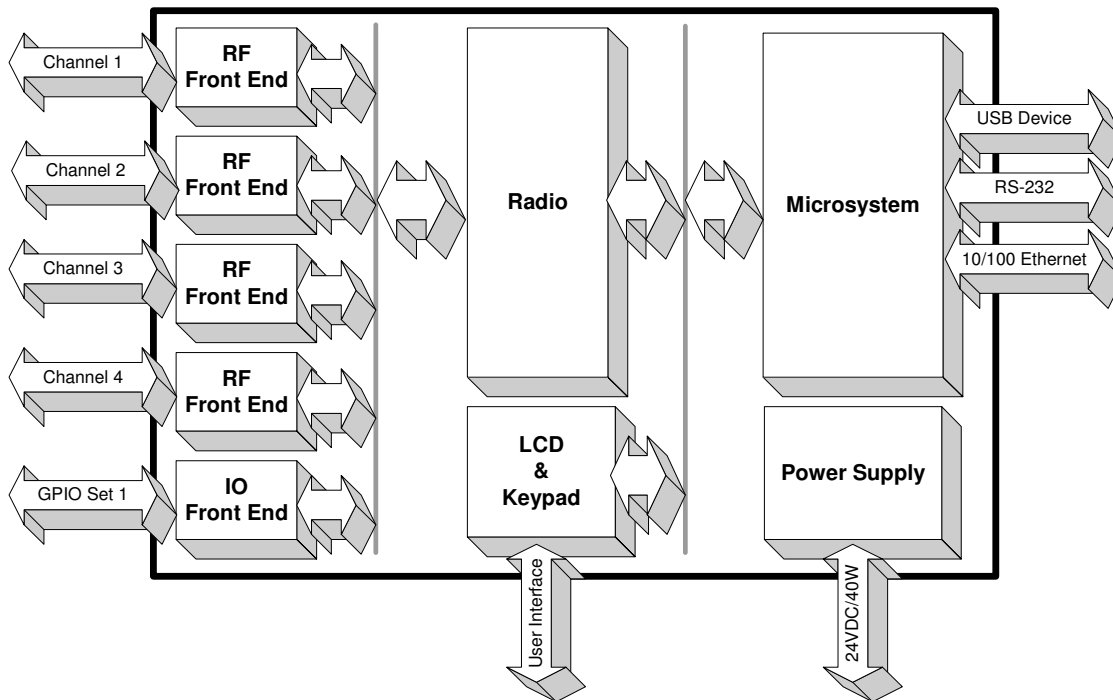 Channel 1
RF
Front End
Channel 2
RF
Front End
Channel 3
RF
Front End
Channel 4
RF
Front End
GPIO Set 1
IO
Front End
Radio
LCD
&
Keypad
User Interface
Microsystem
USB Device
RS-232
10/100 Ethernet
Power Supply
24VDC/40W